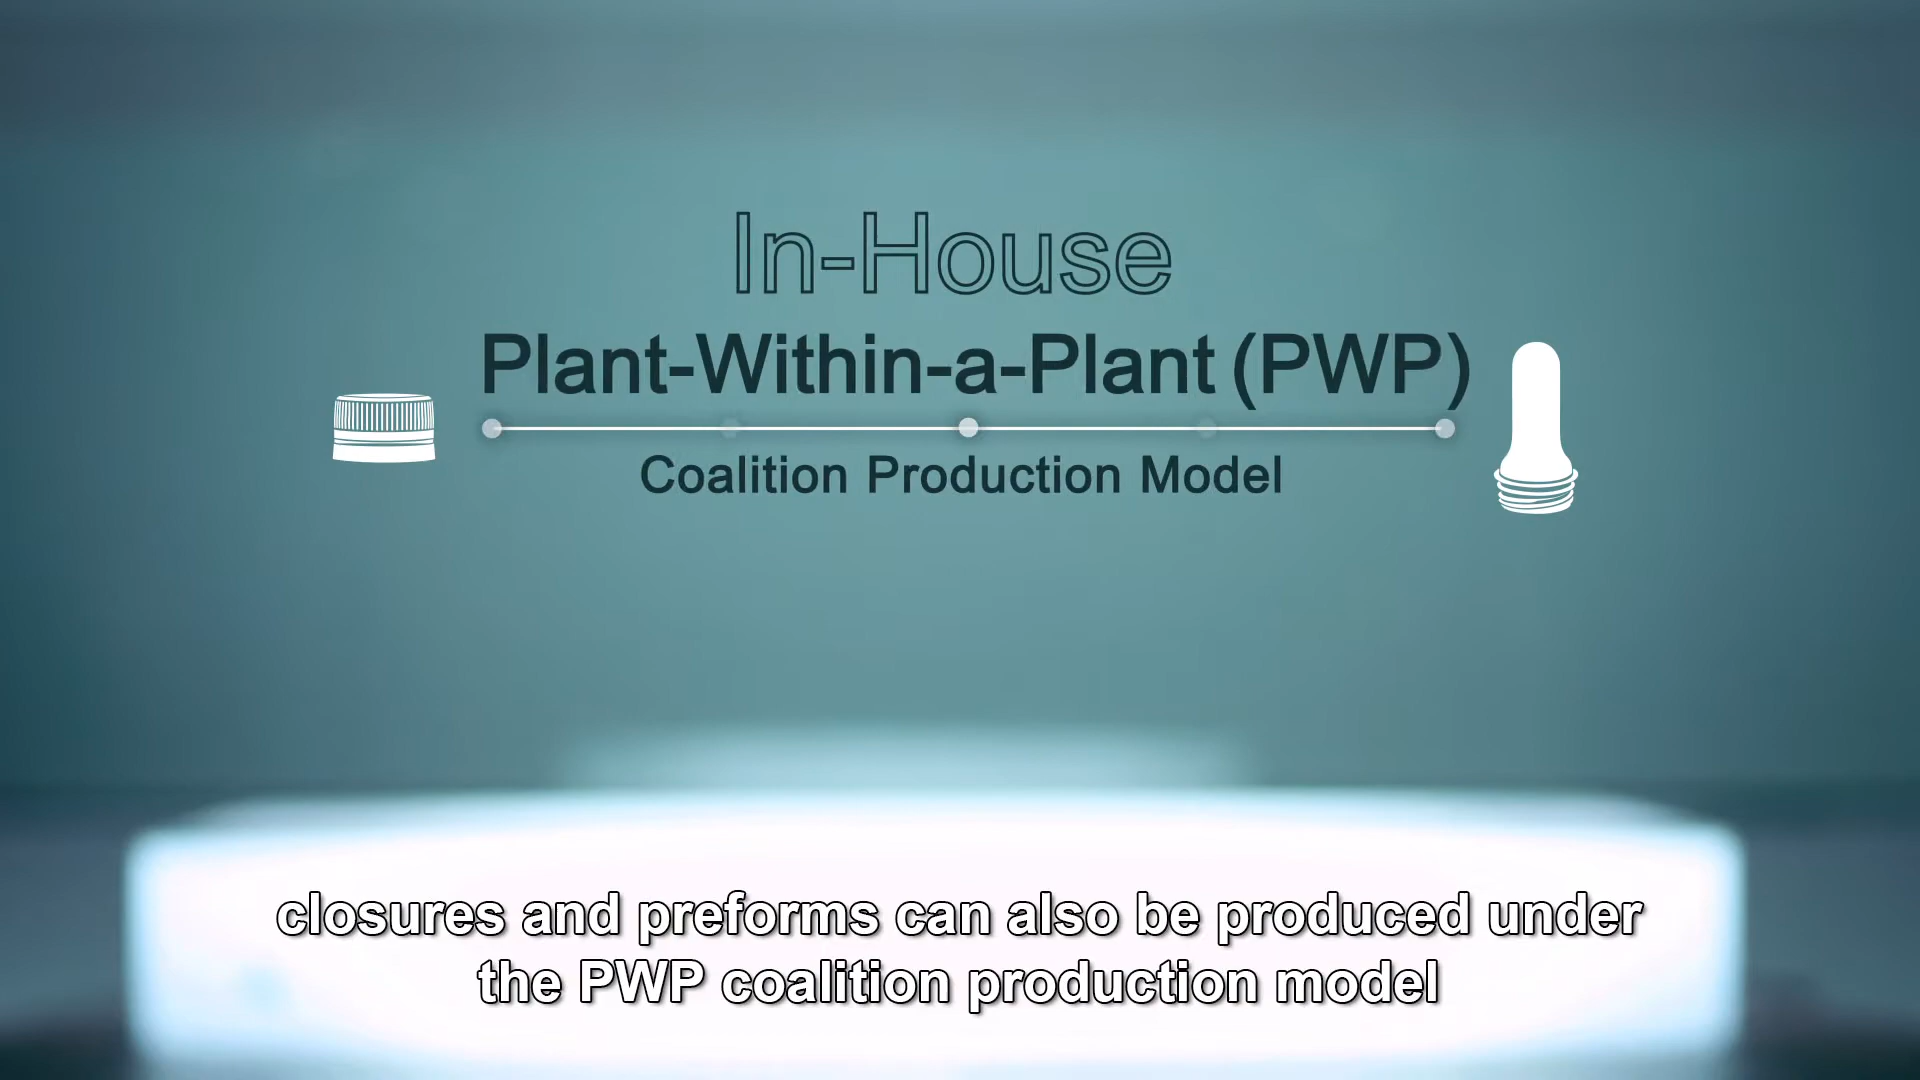 In-House
Plant-Within-a-Plant (PWP)
Coalition Production Model
closures and preforms can also be produced under
the PWP coalition production model